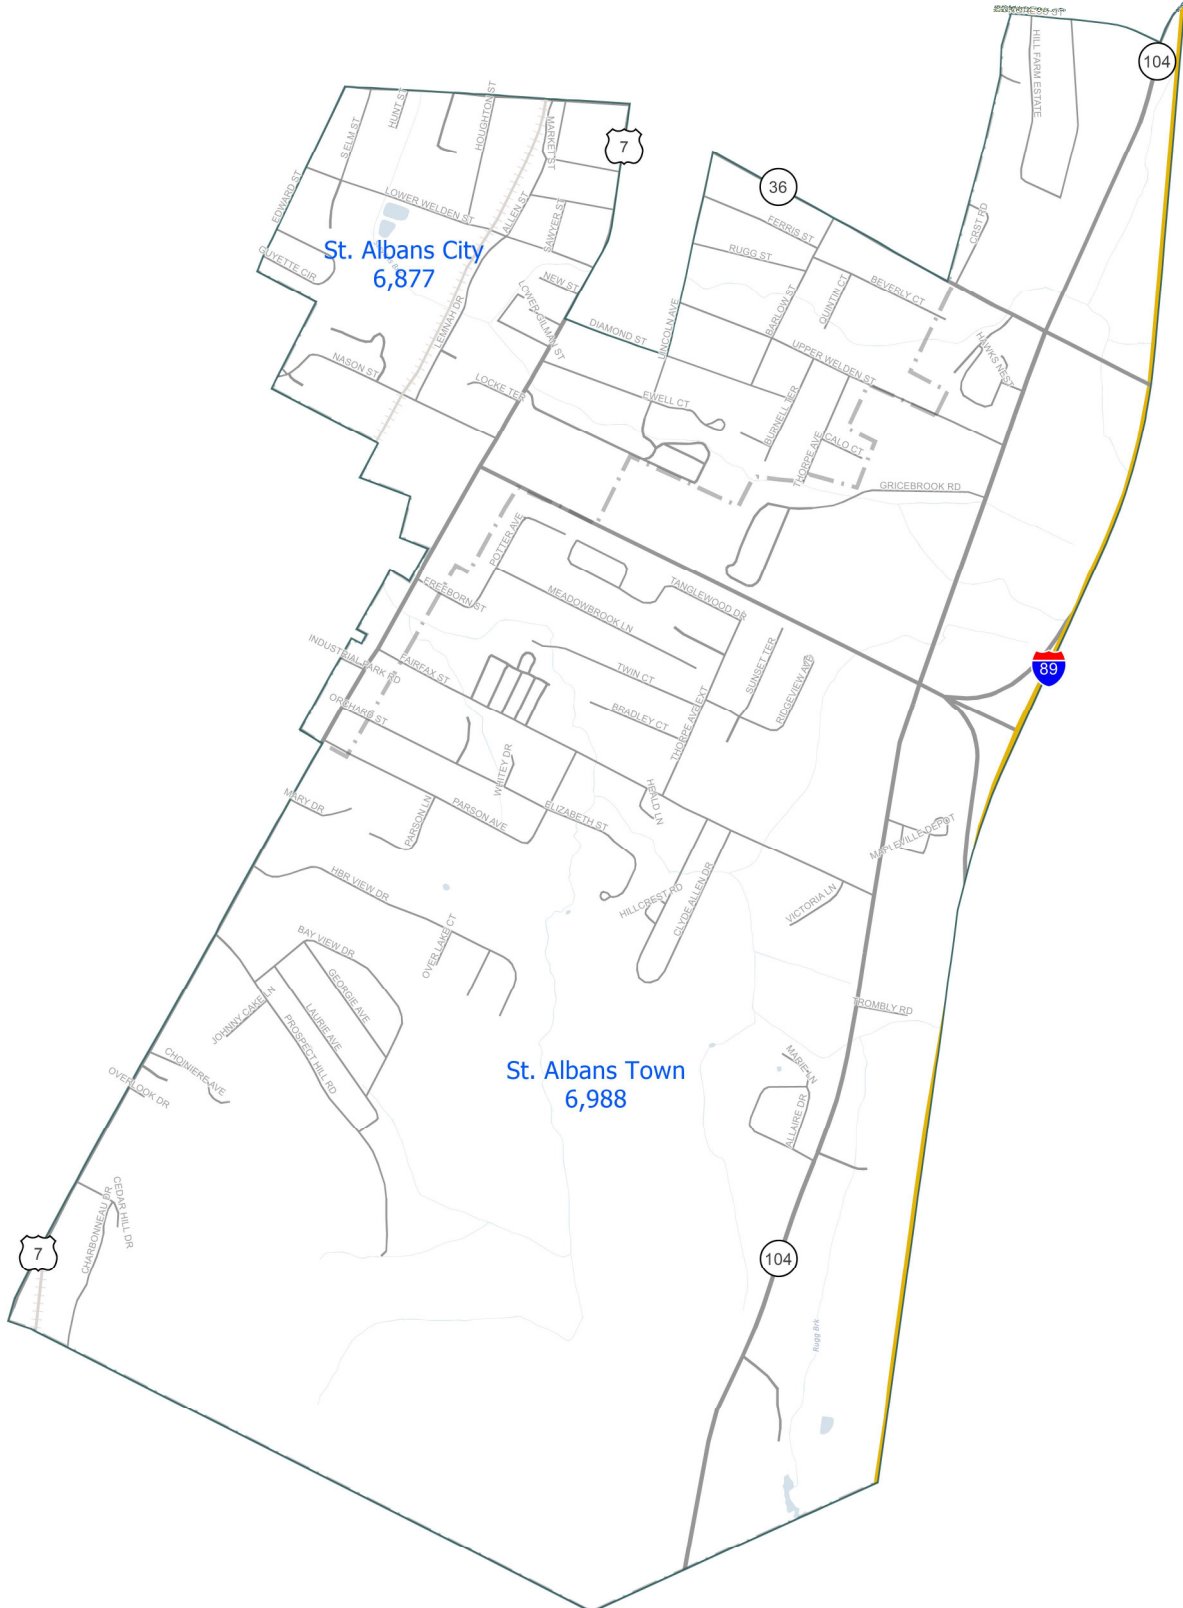 104
HILL FARM ESTATE
HUNT ST
HOUGHTON ST
S ELM ST
MARKET ST
7
36
EDWARD ST
LOWER WELDEN ST
ALLEN ST
SAWYER ST
FERRIS ST
CRST RD
St. Albans City
6,877
GUYETTE CIR
RUGG ST
NEW ST
BEVERLY CT
QUINTIN CT
BARLOW ST
LEMNAH DR
LOWER GILMAN ST
DIAMOND ST
LINCOLN AVE
UPPER WELDEN ST
HAWKS NEST
NASON ST
LOCKE TER
EWELL CT
BURNELL TER
THORPE AVE
CALO CT
GRICEBROOK RD
POTTER AVE
FREEBORN ST
MEADOWBROOK LN
TANGLEWOOD DR
INDUSTRIAL PARK RD
FAIRFAX ST
TWIN CT
SUNSET TER
RIDGEVIEW AVE
89
ORCHARD ST
BRADLEY CT
THORPE AVE EXT
WHITEY DR
HEALD LN
MARY DR
PARSON LN
PARSON AVE
ELIZABETH ST
MAPLEVILLE DEPOT
HBR VIEW DR
HILLCREST RD
CLYDE ALLEN DR
VICTORIA LN
BAY VIEW DR
OVER LAKE CT
GEORGIE AVE
JOHNNY CAKE LN
LAURIE AVE
PROSPECT HILL RD
TROMBLY RD
CHOINIERE AVE
OVERLOOK DR
St. Albans Town
6,988
MARIE LN
ALLAIRE DR
CEDAR HILL DR
CHARBONNEAU DR
7
104
Rugg Brk